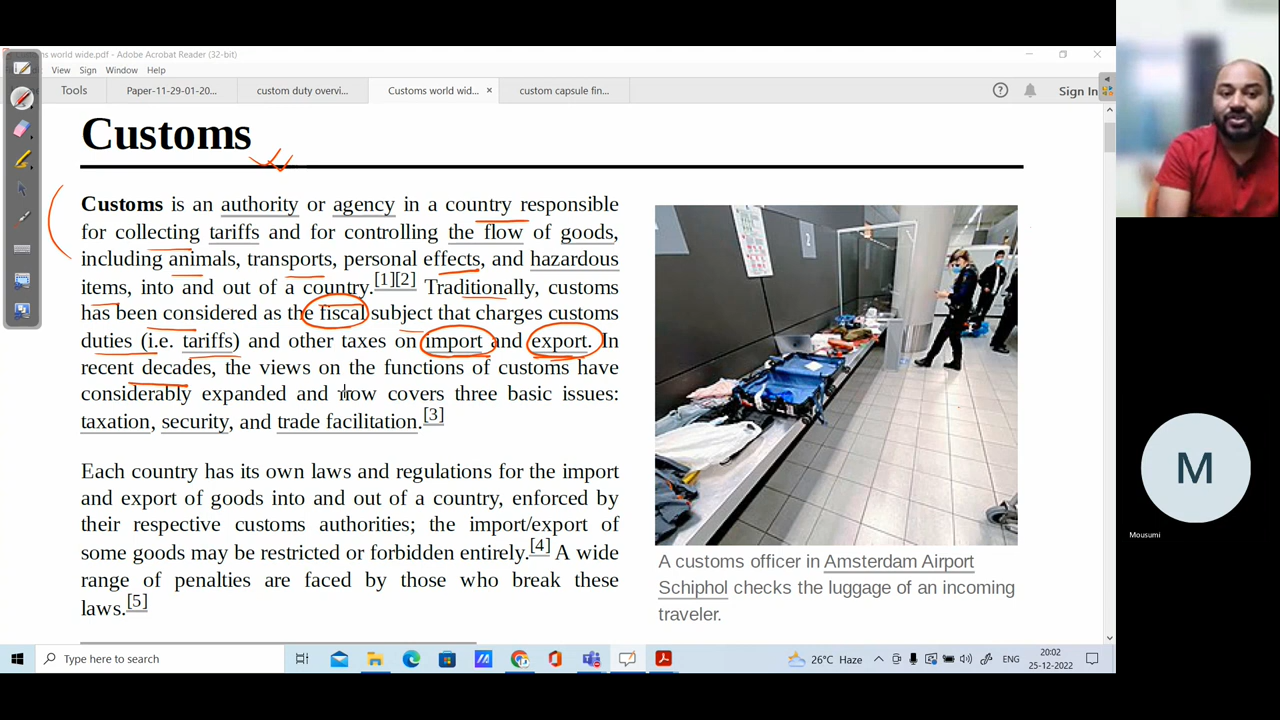 Customs world wide.pdf - Adobe Acrobat Reader (32-bit)
View Sign Window Help
Tools Paper-11-29-01-20... custom duty overvi... Customs world wid... × custom capsule fin... Sign In
Customs
Customs is an authority or agency in a country responsible
for collecting tariffs and for controlling the flow of goods,
including animals, transports, personal effects, and hazardous
items, into and out of a country.[1][2] Traditionally, customs
has been considered as the fiscal subject that charges customs
duties (i.e. tariffs) and other taxes on import and export. In
recent decades, the views on the functions of customs have
considerably expanded and now covers three basic issues:
taxation, security, and trade facilitation.[3]
Each country has its own laws and regulations for the import
and export of goods into and out of a country, enforced by
their respective customs authorities; the import/export of
some goods may be restricted or forbidden entirely.[4] A wide
range of penalties are faced by those who break these
laws.[5]
2
A customs officer in Amsterdam Airport
Schiphol checks the luggage of an incoming
traveler.
M
Mousumi
Type here to search
26°C Haze
ENG
20:02
25-12-2022